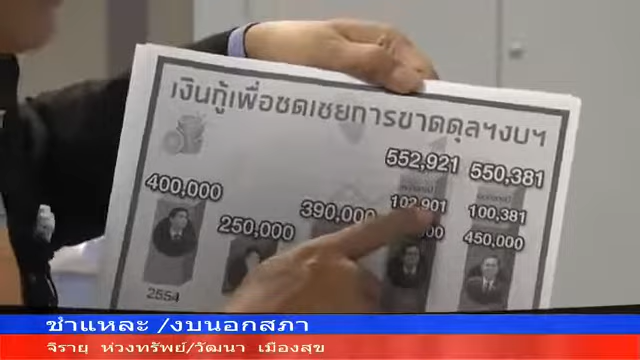 เงินกู้เพื่อชดเชยการขาดดุลฯงบฯ
552,921 550,381
400,000
102,901 100,381
390,000
250,000
450,000
2554
ชำแหละ /งบนอกสภา
จิรายุ ห่วงทรัพย์/วัฒนา เมืองสุข